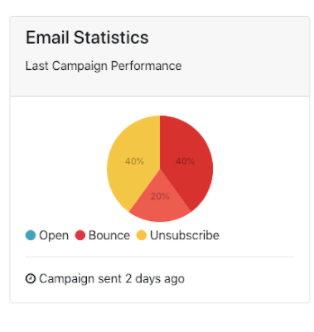 Email Statistics
Last Campaign Performance
40% 40%
20%
Open Bounce Unsubscribe
Campaign sent 2 days ago